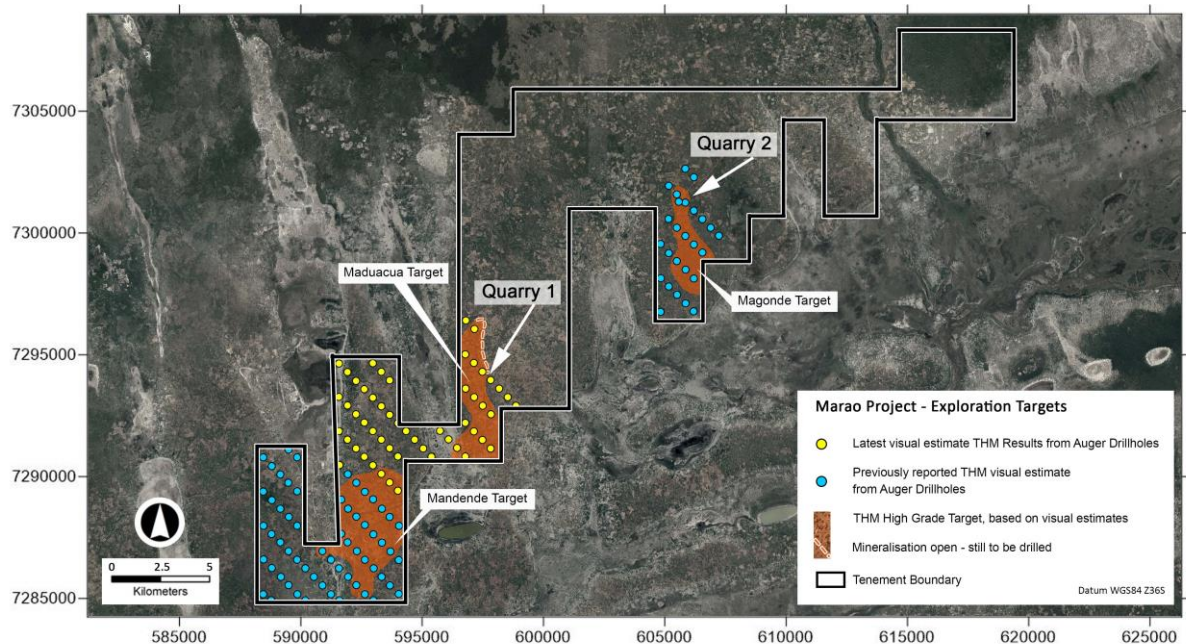 7305000
7300000
7295000
7290000
7285000
Quarry 2
Maduacua Target
Quarry 1
Magonde Target
Mandende Target
0 2.5 5
Kilometers
Marao Project - Exploration Targets
Latest visual estimate THM Results from Auger Drillholes
Previously reported THM visual estimate
from Auger Drillholes
THM High Grade Target, based on visual estimates
Mineralisation open - still to be drilled
Tenement Boundary
Datum WGS84 Z36S
585000 590000 595000 600000 605000 610000 615000 620000 625000